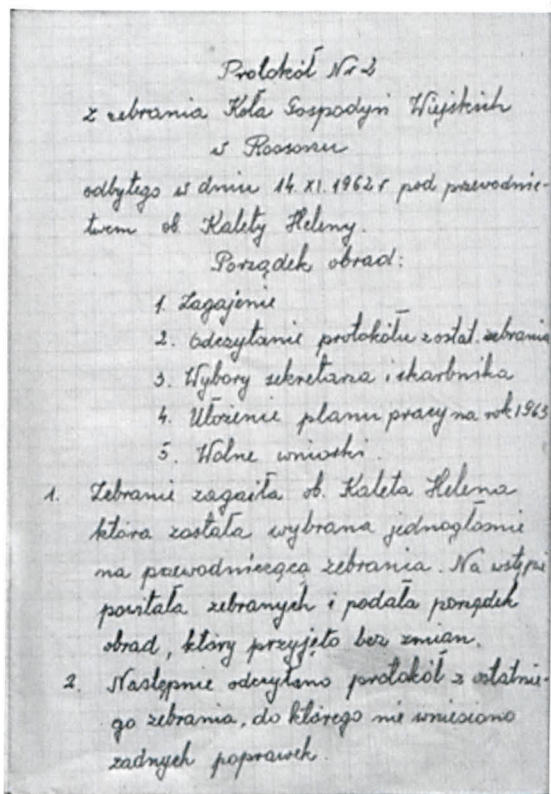 Protokół Nr 2
z zebrania Koła Gospodyń Wiejskich
w Rossoszu
odbytego w dniu 14.XI.1962 r pod przewodnic-
twem ob. Kalety Heleny.
Porządek obrad:
1. Zagajenie
2. Odczytanie protokółu z ostat. zebrania
3. Wybory sekretarza i skarbnika
4. Ułożenie planu pracy na rok 1963
5. Wolne wnioski.
1. Zebranie zagaiła ob. Kaleta Helena
która została wybrana jednogłośnie
na przewodniczącą zebrania. Na wstępie
powitała zebranych i podała porządek
obrad, który przyjęto bez zmian.
2. Następnie odczytano protokół z ostatnie-
go zebrania, do którego nie wniesiono
żadnych poprawek.